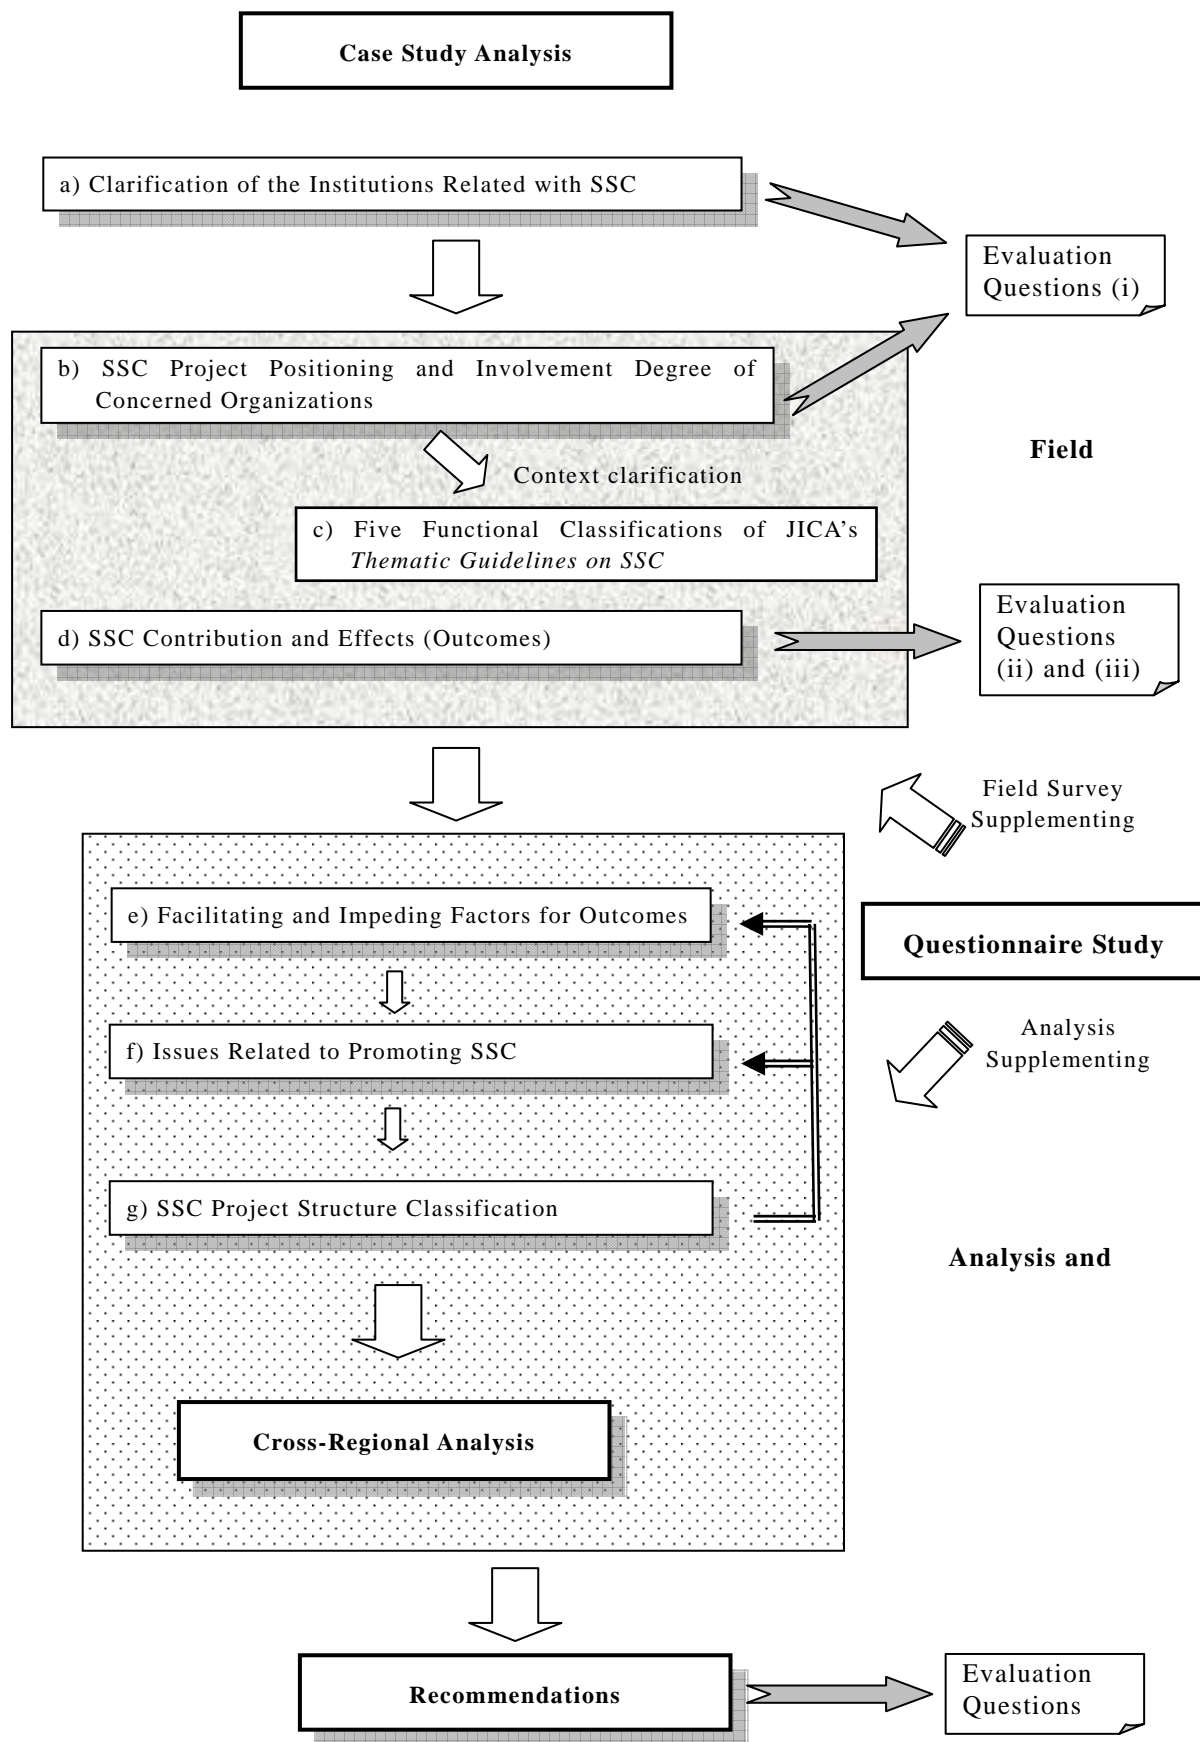 Case Study Analysis
a) Clarification of the Institutions Related with SSC
Evaluation
Questions (i)
b) SSC Project Positioning and Involvement Degree of
Concerned Organizations
Field
Context clarification
c) Five Functional Classifications of JICA's
Thematic Guidelines on SSC
Evaluation
Questions
(ii) and (iii)
d) SSC Contribution and Effects (Outcomes)
Field Survey
Supplementing
e) Facilitating and Impeding Factors for Outcomes
Questionnaire Study
f) Issues Related to Promoting SSC
Analysis
Supplementing
g) SSC Project Structure Classification
Analysis and
Cross-Regional Analysis
Recommendations
Evaluation
Questions